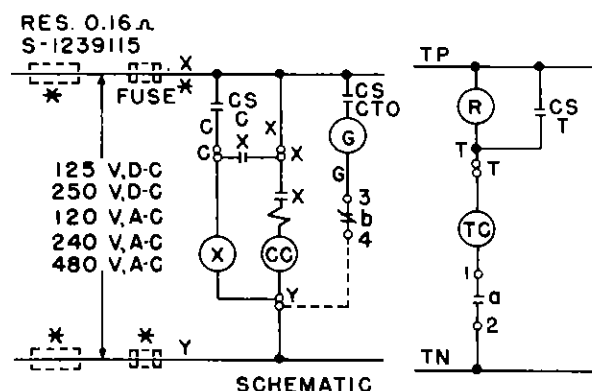 RES. 0.16Ω
S-1239115
*
FUSE
X
*
CS
C
C
C
X
X
X
X
CS
CTO
G
G
3
b
4
125 V, D-C
250 V, D-C
120 V, A-C
240 V, A-C
480 V, A-C
X
CC
Y
*
*
Y
SCHEMATIC
TP
R
CS
T
T
T
TC
1
a
2
TN